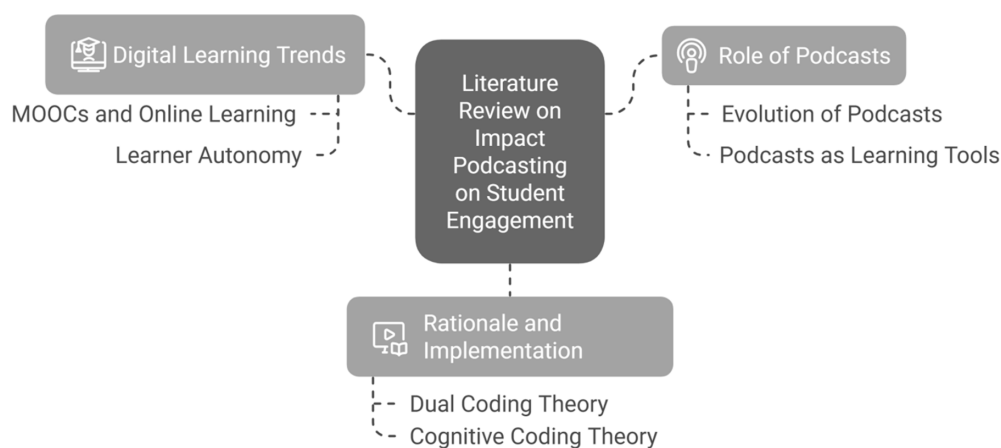 Digital Learning Trends
MOOCs and Online Learning
Learner Autonomy
Literature
Review on
Impact
Podcasting
on Student
Engagement
Role of Podcasts
Evolution of Podcasts
Podcasts as Learning Tools
Rationale and
Implementation
Dual Coding Theory
Cognitive Coding Theory